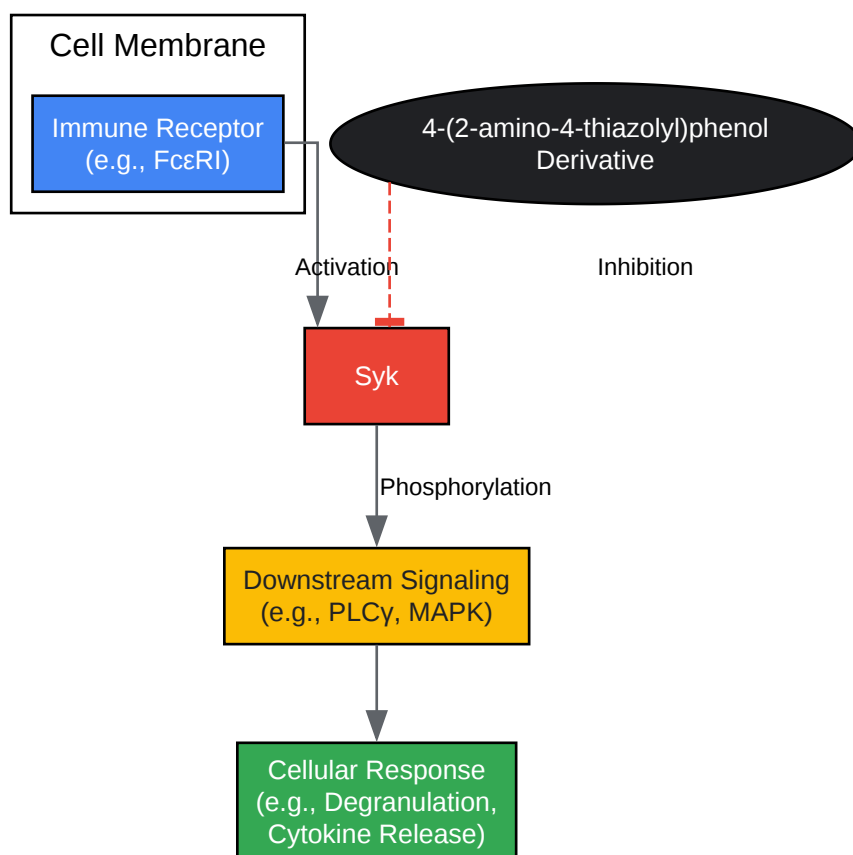 Cell Membrane
Immune Receptor
(e.g., FcεRI)
4-(2-amino-4-thiazolyl)phenol
Derivative
Activation
Inhibition
Syk
Phosphorylation
Downstream Signaling
(e.g., PLCγ, MAPK)
Cellular Response
(e.g., Degranulation,
Cytokine Release)